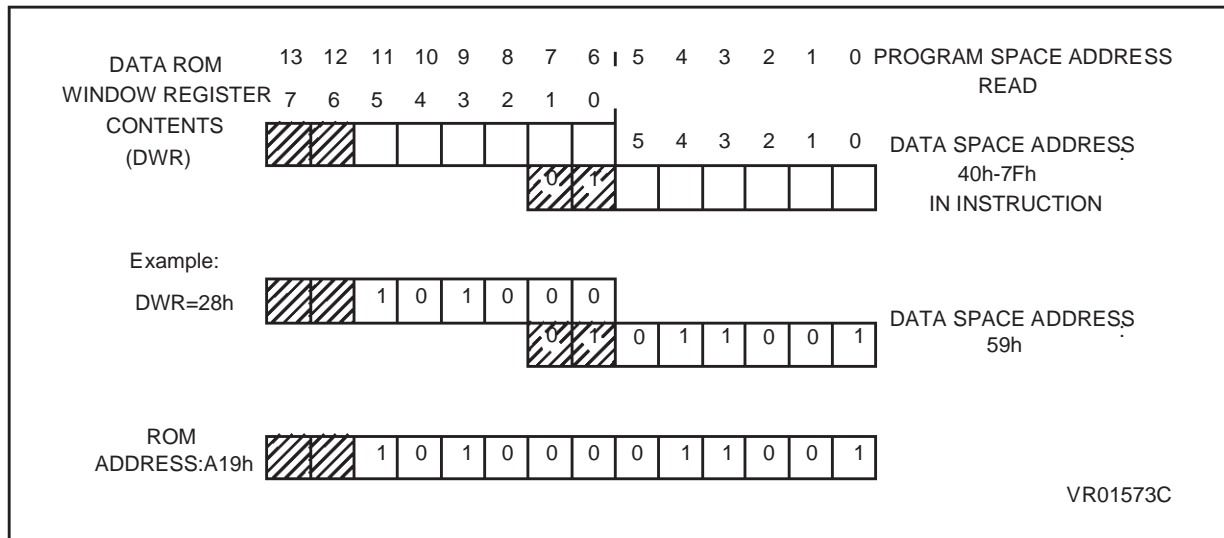 13 12 11 10 9 8 7 6 5 4 3 2 1 0 PROGRAM SPACE ADDRESS
READ
DATA ROM
WINDOW REGISTER 7 6 5 4 3 2 1 0
CONTENTS
(DWR)
5 4 3 2 1 0 DATA SPACE ADDRESS :
40h-7Fh
IN INSTRUCTION
0 1
Example:
DWR=28h 1 0 1 0 0 0
0 1 0 1 1 0 0 1 DATA SPACE ADDRESS :
59h
ROM
ADDRESS:A19h 1 0 1 0 0 0 0 1 1 0 0 1
VR01573C